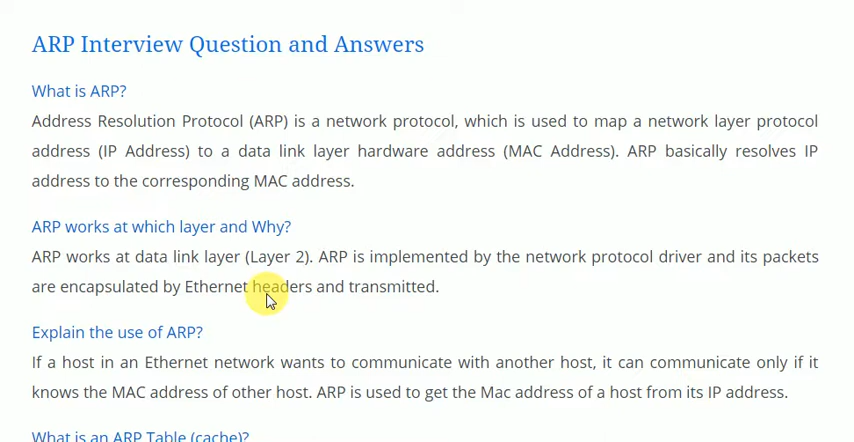 ARP Interview Question and Answers
What is ARP?
Address Resolution Protocol (ARP) is a network protocol, which is used to map a network layer protocol
address (IP Address) to a data link layer hardware address (MAC Address). ARP basically resolves IP
address to the corresponding MAC address.
ARP works at which layer and Why?
ARP works at data link layer (Layer 2). ARP is implemented by the network protocol driver and its packets
are encapsulated by Ethernet headers and transmitted.
Explain the use of ARP?
If a host in an Ethernet network wants to communicate with another host, it can communicate only if it
knows the MAC address of other host. ARP is used to get the Mac address of a host from its IP address.
What is an ARP Table (cache)?